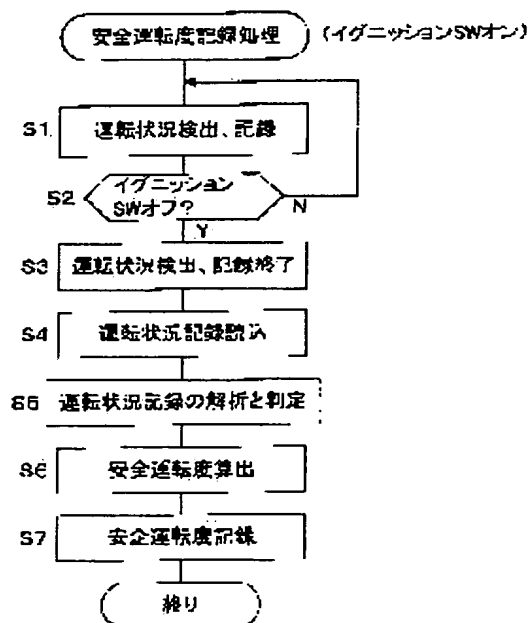 安全運転度記録処理 (イグニッションSWオン)
S1 運転状況検出、記録
S2 イグニッション
SWオフ?
N
Y
S3 運転状況検出、記録終了
S4 運転状況記録読込
S5 運転状況記録の解析と判定
S6 安全運転度算出
S7 安全運転度記録
終り